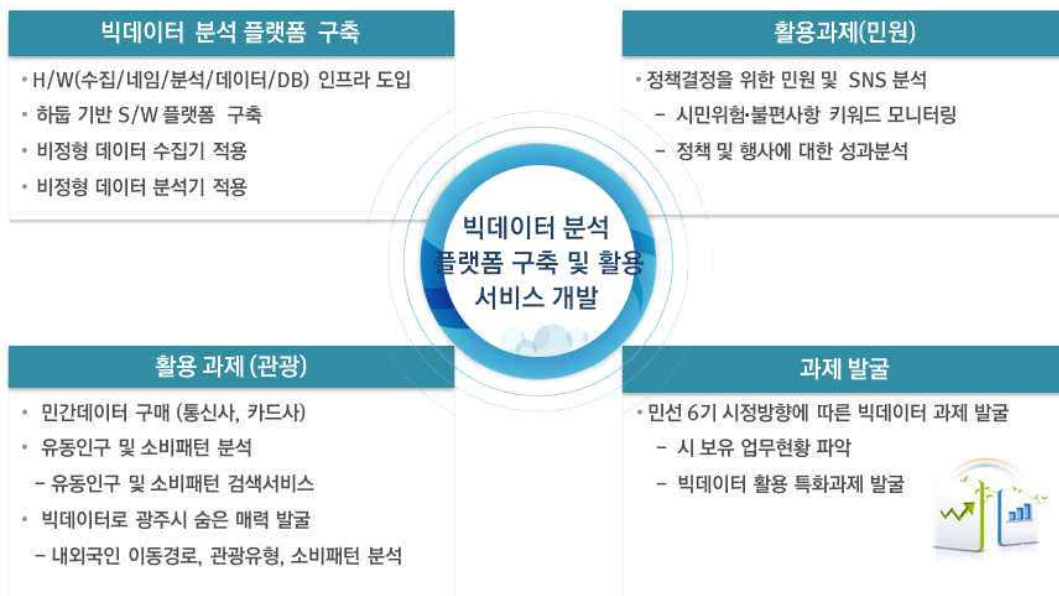 빅데이터 분석 플랫폼 구축
• H/W(수집/네임/분석/데이터/DB) 인프라 도입
• 하둡 기반 S/W 플랫폼 구축
• 비정형 데이터 수집기 적용
• 비정형 데이터 분석기 적용
활용과제(민원)
• 정책결정을 위한 민원 및 SNS 분석
– 시민위험·불편사항 키워드 모니터링
– 정책 및 행사에 대한 성과분석
빅데이터 분석
플랫폼 구축 및 활용
서비스 개발
활용 과제 (관광)
• 민간데이터 구매 (통신사, 카드사)
• 유동인구 및 소비패턴 분석
– 유동인구 및 소비패턴 검색서비스
• 빅데이터로 광주시 숨은 매력 발굴
– 내외국인 이동경로, 관광유형, 소비패턴 분석
과제 발굴
• 민선 6기 시정방향에 따른 빅데이터 과제 발굴
– 시 보유 업무현황 파악
– 빅데이터 활용 특화과제 발굴